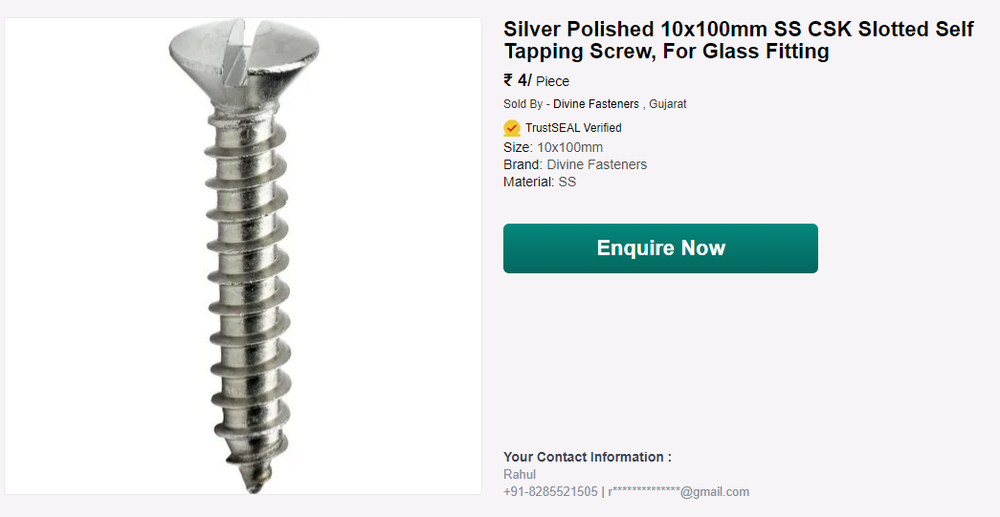 Silver Polished 10x100mm SS CSK Slotted Self
Tapping Screw, For Glass Fitting
₹ 4/ Piece
Sold By - Divine Fasteners , Gujarat
TrustSEAL Verified
Size: 10x100mm
Brand: Divine Fasteners
Material: SS
Enquire Now
Your Contact Information :
Rahul
+91-8285521505 | r**************@gmail.com